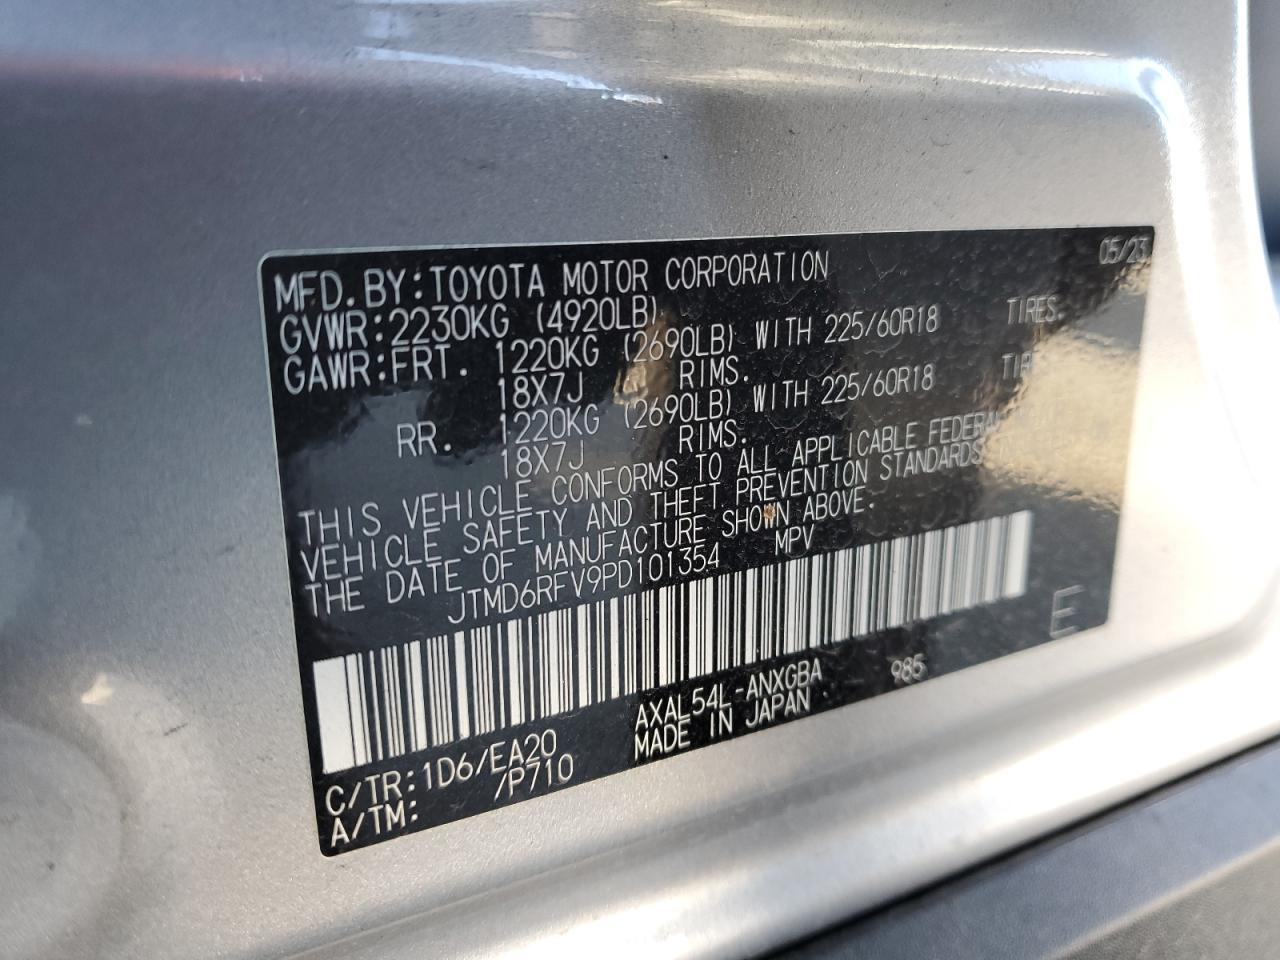 MFD.BY:TOYOTA MOTOR CORPORATION 05/23
GVWR:2230KG (4920LB)
GAWR:FRT. 1220KG (2690LB) WITH 225/60R18 TIRES,
18X7J RIMS.
RR. 1220KG (2690LB) WITH 225/60R18
18X7J RIMS.
THIS VEHICLE CONFORMS TO ALL APPLICABLE FEDERAL
VEHICLE SAFETY AND THEFT PREVENTION STANDARDS
THE DATE OF MANUFACTURE SHOWN ABOVE.
JTMD6RFV9PD101354 MPV
E
C/TR:1D6/EA20 AXAL54L-ANXGBA 985
A/TM: /P710 MADE IN JAPAN